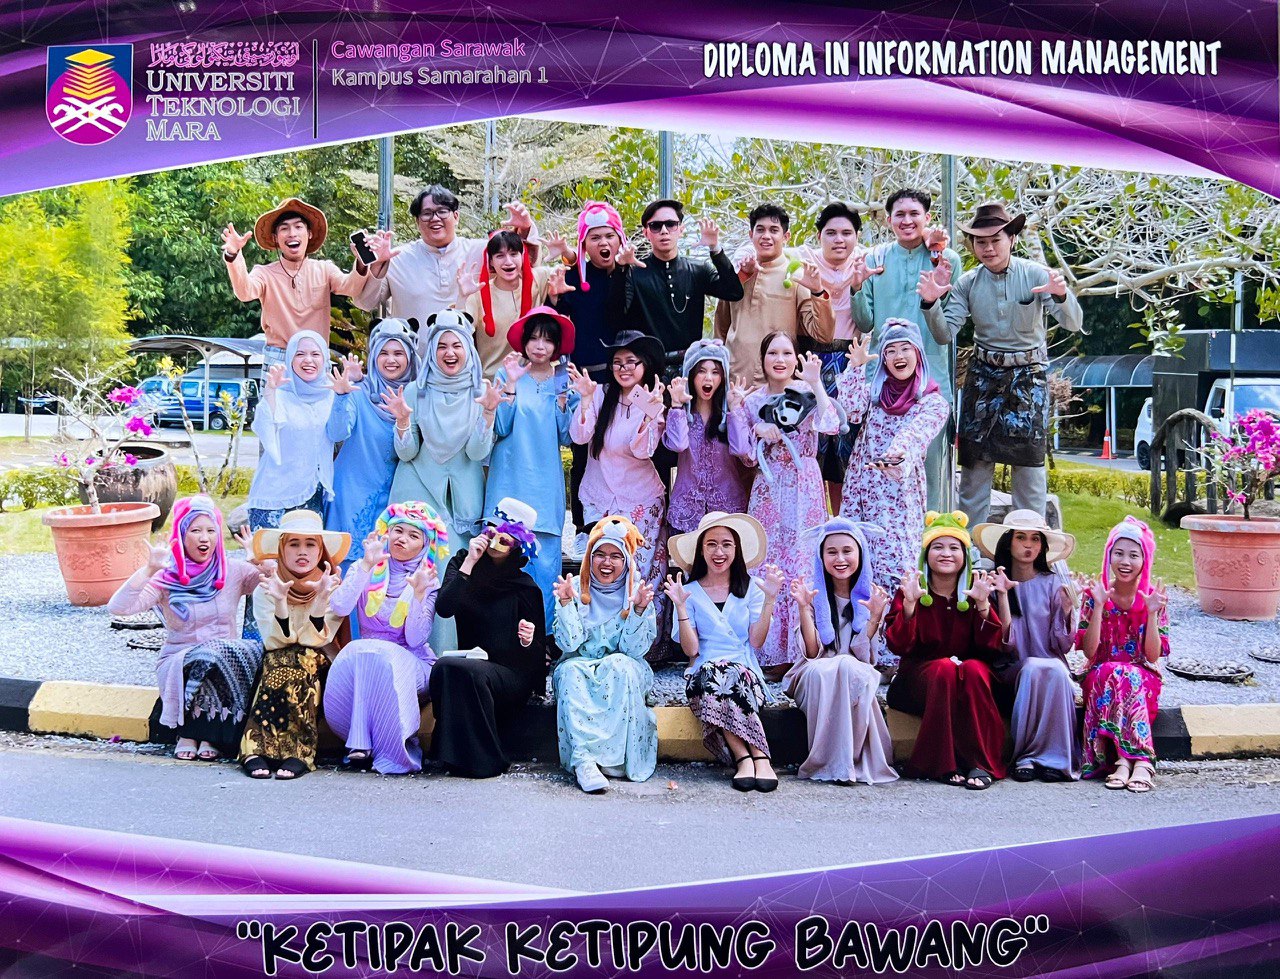 UNIVERSITI
TEKNOLOGI
MARA
Cawangan Sarawak
Kampus Samarahan 1
DIPLOMA IN INFORMATION MANAGEMENT
"KETIPAK KETIPUNG BAWANG"